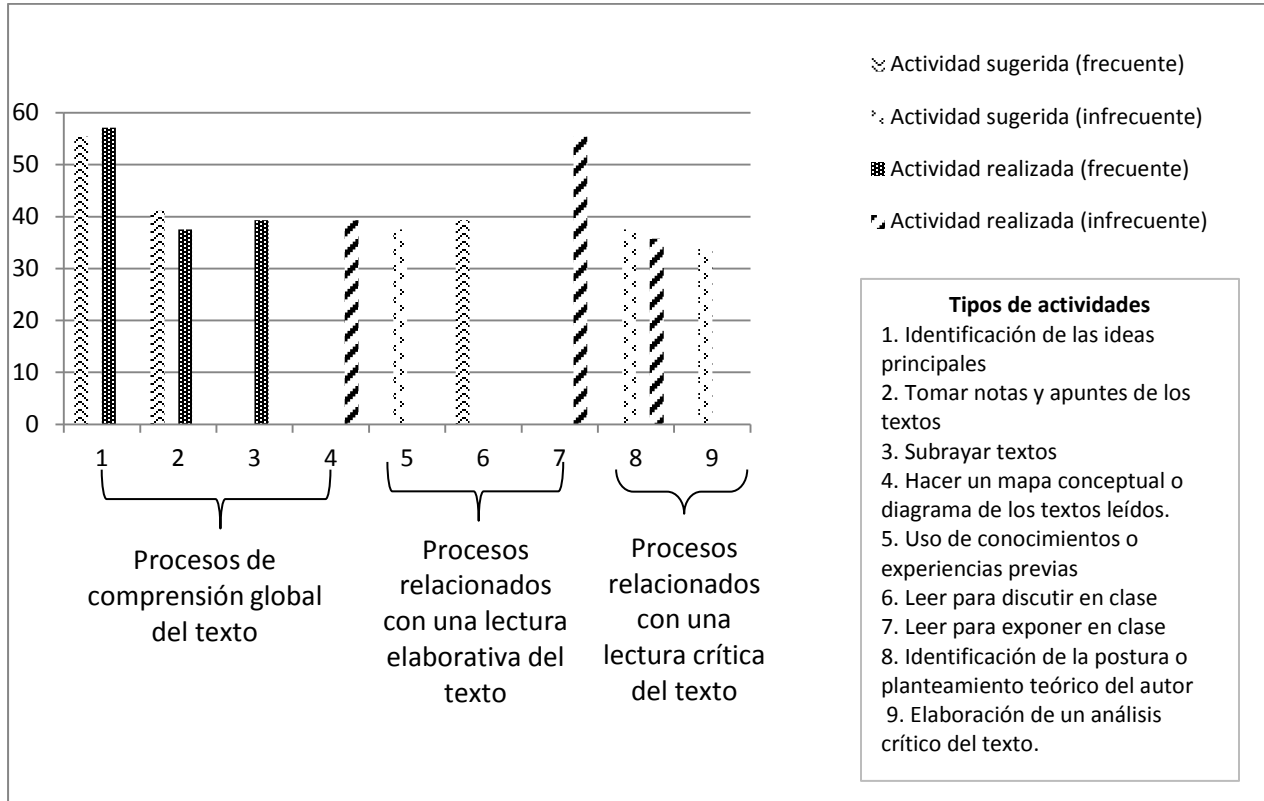 Actividad sugerida (frecuente)
Actividad sugerida (infrecuente)
Actividad realizada (frecuente)
Actividad realizada (infrecuente)
60
50
40
30
20
10
0
1 2 3 4 5 6 7 8 9
Procesos de
comprensión global
del texto
Procesos
relacionados
con una lectura
elaborativa del
texto
Procesos
relacionados
con una
lectura crítica
del texto
Tipos de actividades
1. Identificación de las ideas
principales
2. Tomar notas y apuntes de los
textos
3. Subrayar textos
4. Hacer un mapa conceptual o
diagrama de los textos leídos.
5. Uso de conocimientos o
experiencias previas
6. Leer para discutir en clase
7. Leer para exponer en clase
8. Identificación de la postura o
planteamiento teórico del autor
9. Elaboración de un análisis
crítico del texto.